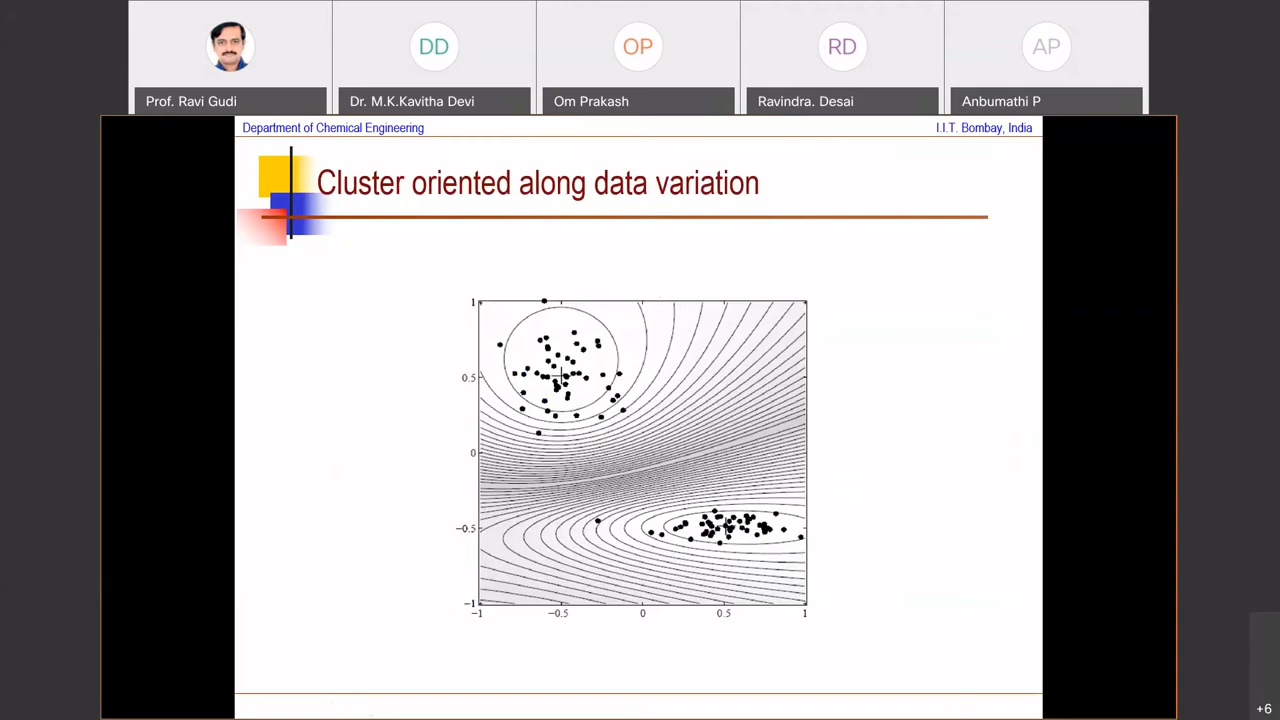 DD
OP
RD
AP
Prof. Ravi Gudi
Dr. M.K.Kavitha Devi
Om Prakash
Ravindra. Desai
Anbumathi P
Department of Chemical Engineering
I.I.T. Bombay, India
Cluster oriented along data variation
1
0.5
0
−0.5
−1
−1
−0.5
0
0.5
1
+6